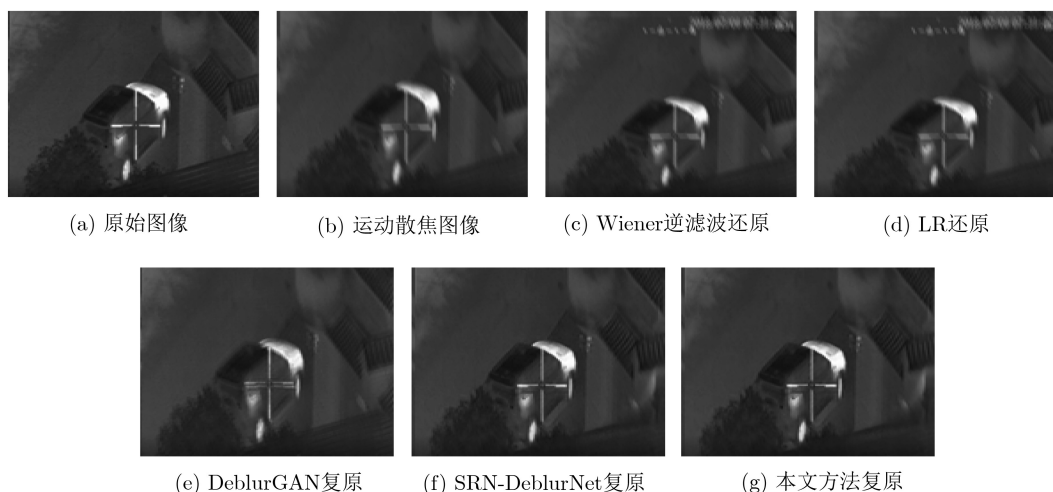 (a) 原始图像
(b) 运动散焦图像
(c) Wiener逆滤波还原
(d) LR还原
(e) DeblurGAN复原
(f) SRN-DeblurNet复原
(g) 本文方法复原